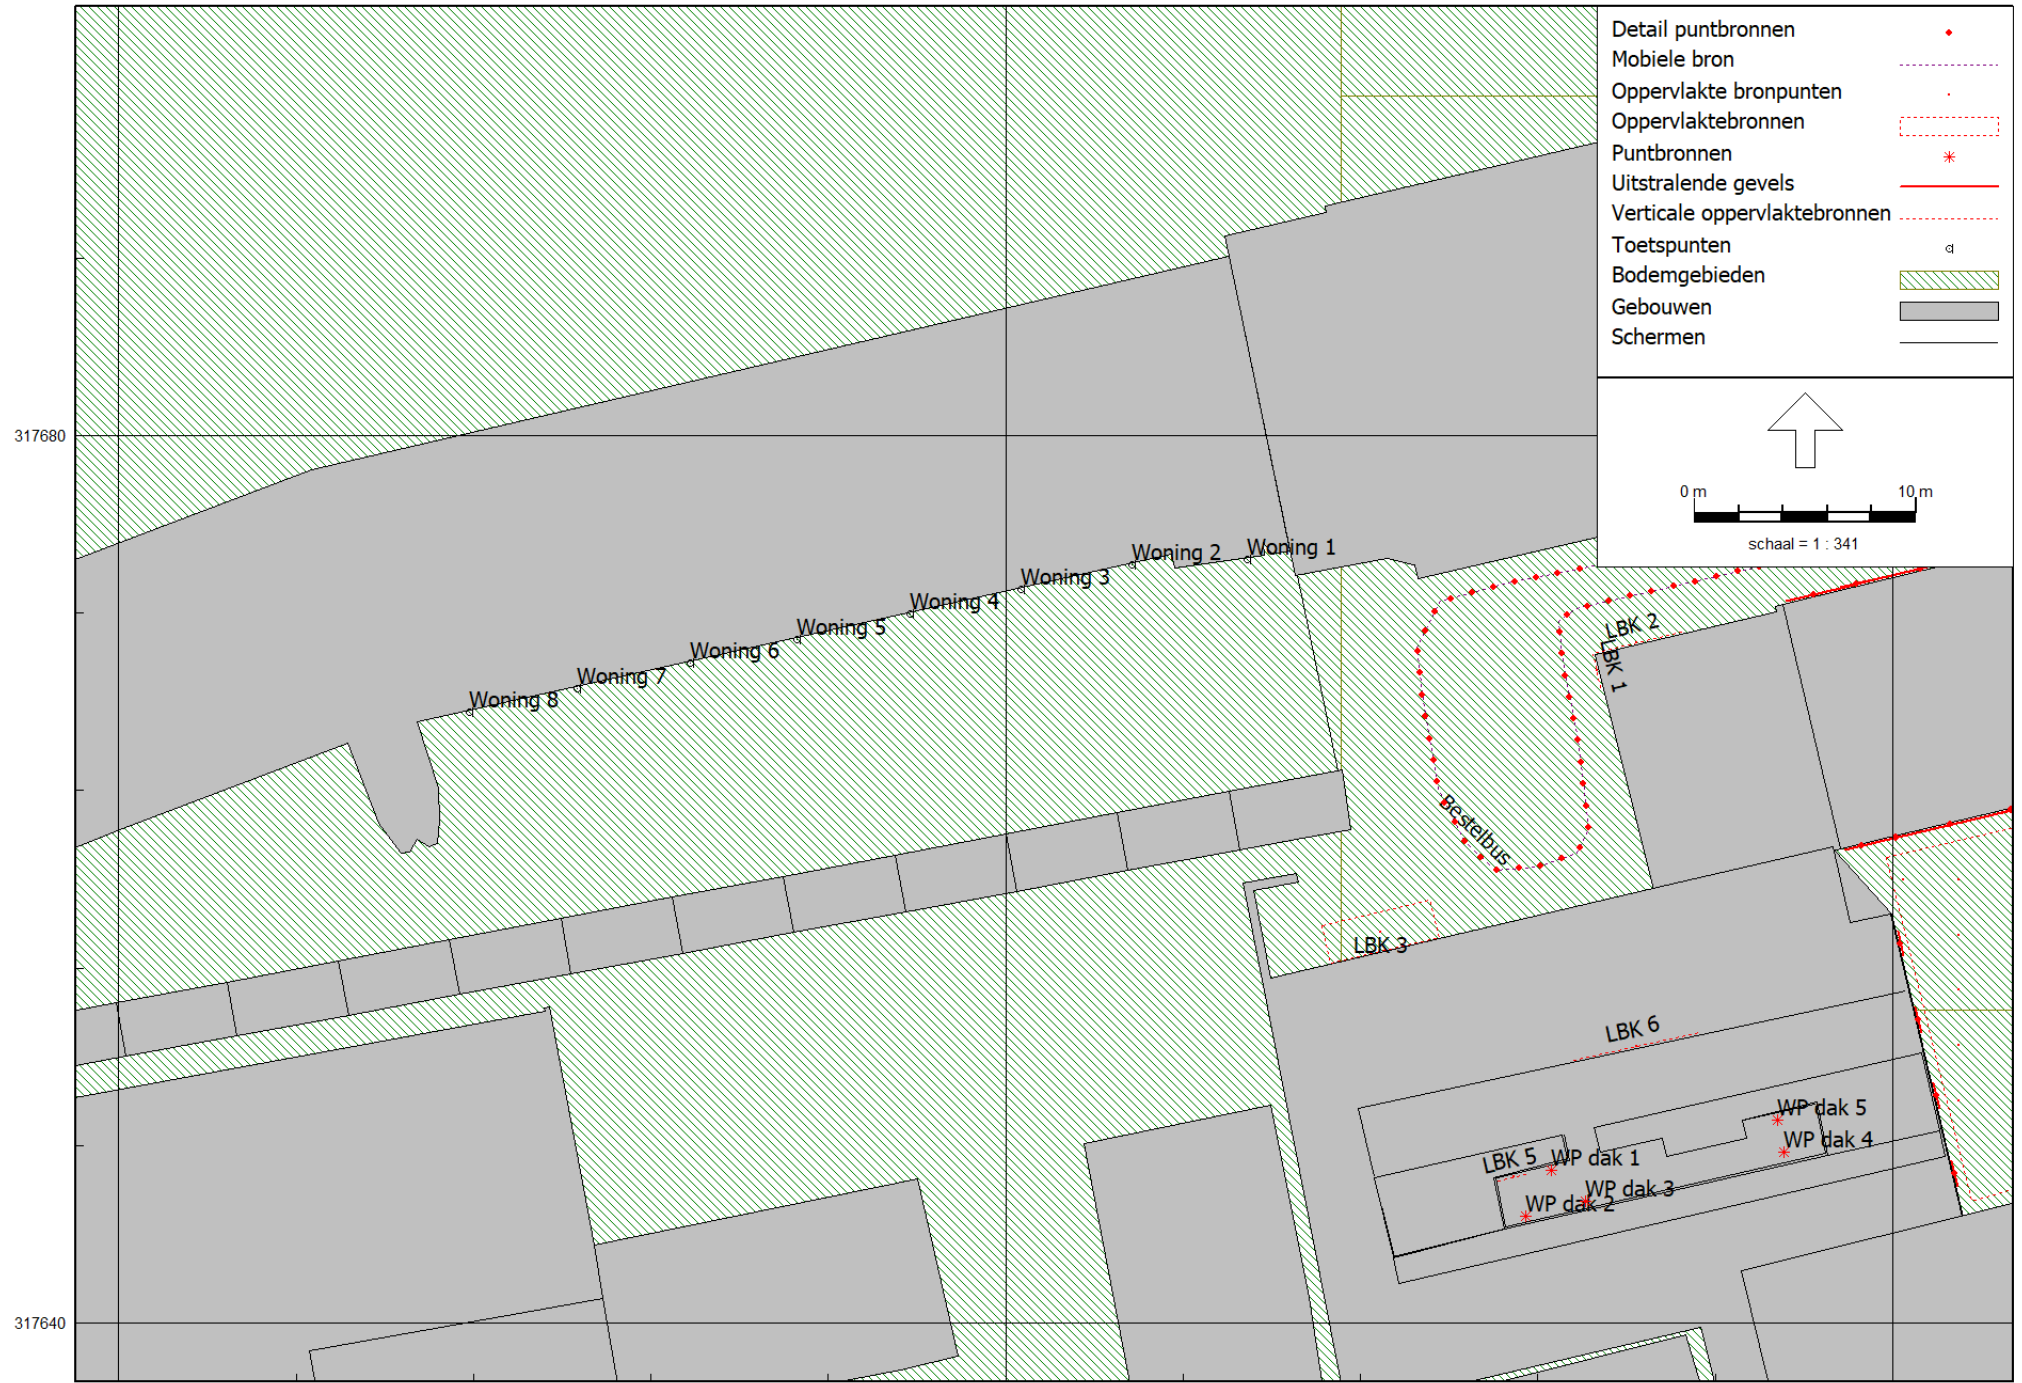 Detail puntbronnen
Mobiele bron
Oppervlakte bronpunten
Oppervlaktebronnen
Puntbronnen
Uitstralende gevels
Verticale oppervlaktebronnen
Toetspunten
Bodemgebieden
Gebouwen
Schermen
0 m 10 m
schaal = 1 : 341
317680
Woning 1
Woning 2
Woning 3
Woning 4
Woning 5
Woning 6
Woning 7
Woning 8
LBK 2
LBK 1
Bestelbus
LBK 3
LBK 6
WP dak 5
WP dak 4
LBK 5
WP dak 1
WP dak 3
WP dak 2
317640